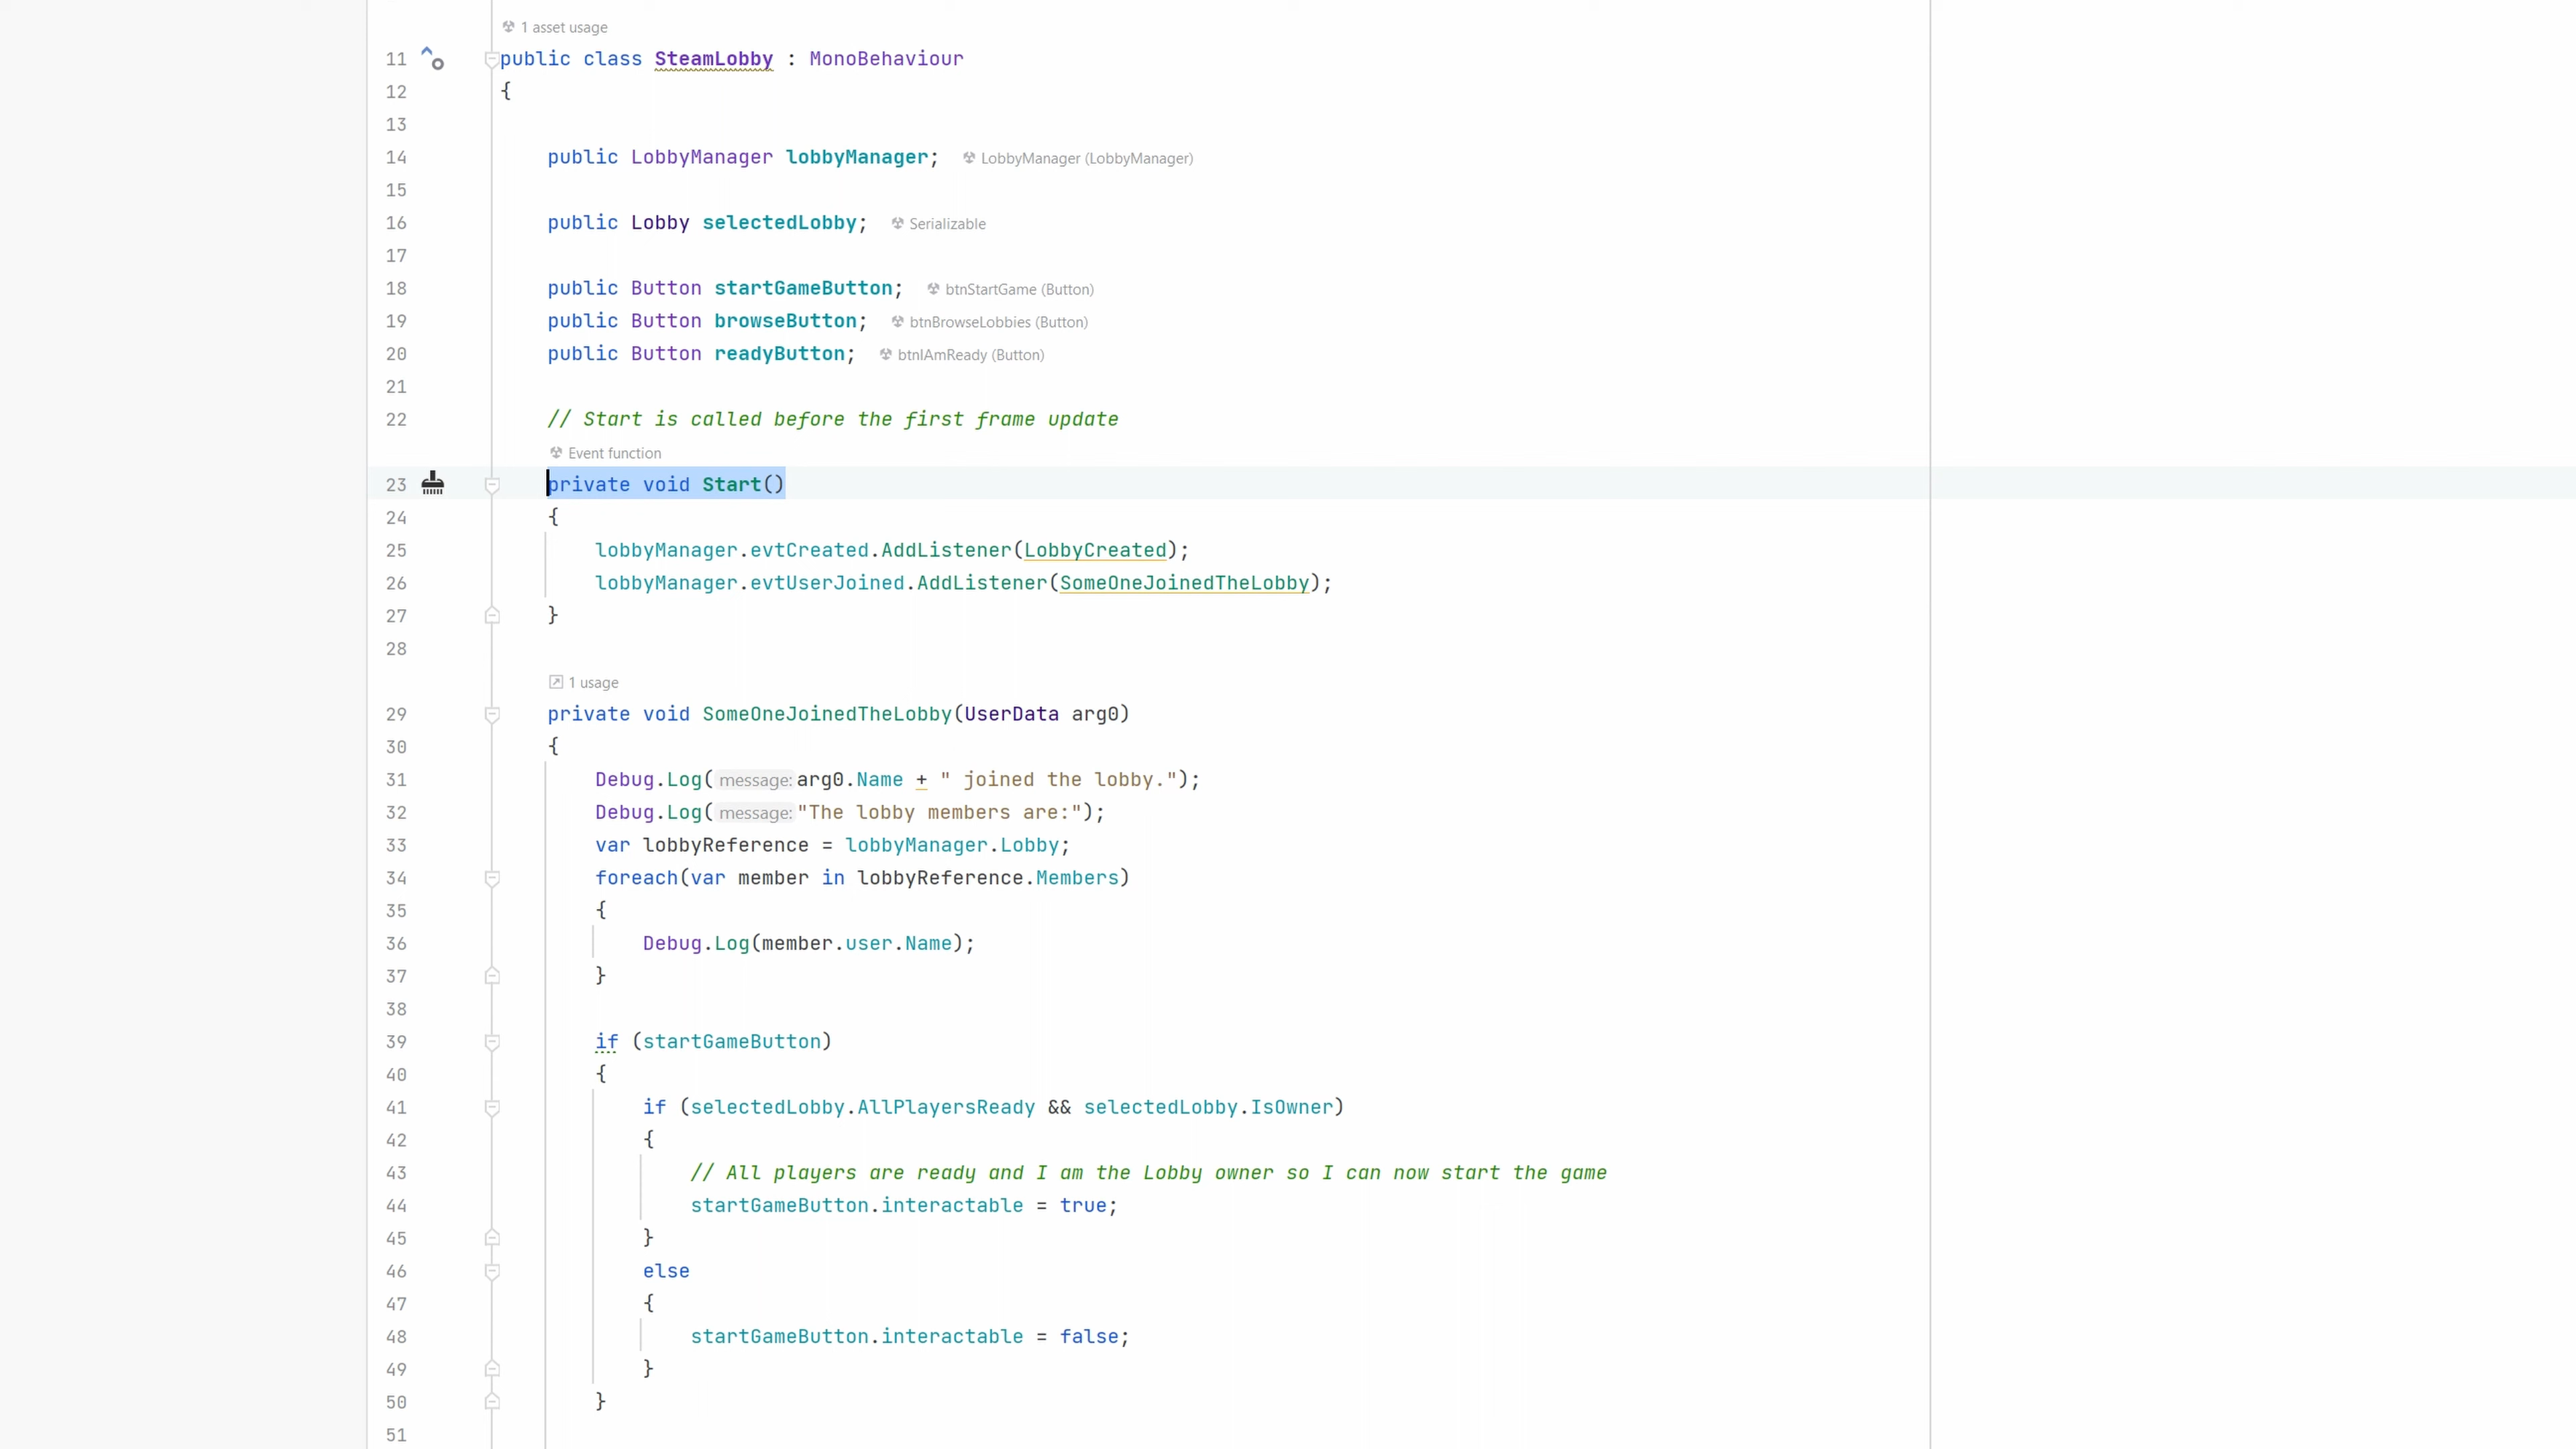 1 asset usage
11 public class SteamLobby : MonoBehaviour
12 {
13
14 public LobbyManager lobbyManager; LobbyManager (LobbyManager)
15
16 public Lobby selectedLobby; Serializable
17
18 public Button startGameButton; btnStartGame (Button)
19 public Button browseButton; btnBrowseLobbies (Button)
20 public Button readyButton; btnIAmReady (Button)
21
22 // Start is called before the first frame update
Event function
23 private void Start()
24 {
25 lobbyManager.evtCreated.AddListener(LobbyCreated);
26 lobbyManager.evtUserJoined.AddListener(SomeOneJoinedTheLobby);
27 }
28
1 usage
29 private void SomeOneJoinedTheLobby(UserData arg0)
30 {
31 Debug.Log(message: arg0.Name + " joined the lobby.");
32 Debug.Log(message: "The lobby members are:");
33 var lobbyReference = lobbyManager.Lobby;
34 foreach(var member in lobbyReference.Members)
35 {
36 Debug.Log(member.user.Name);
37 }
38
39 if (startGameButton)
40 {
41 if (selectedLobby.AllPlayersReady && selectedLobby.IsOwner)
42 {
43 // All players are ready and I am the Lobby owner so I can now start the game
44 startGameButton.interactable = true;
45 }
46 else
47 {
48 startGameButton.interactable = false;
49 }
50 }
51